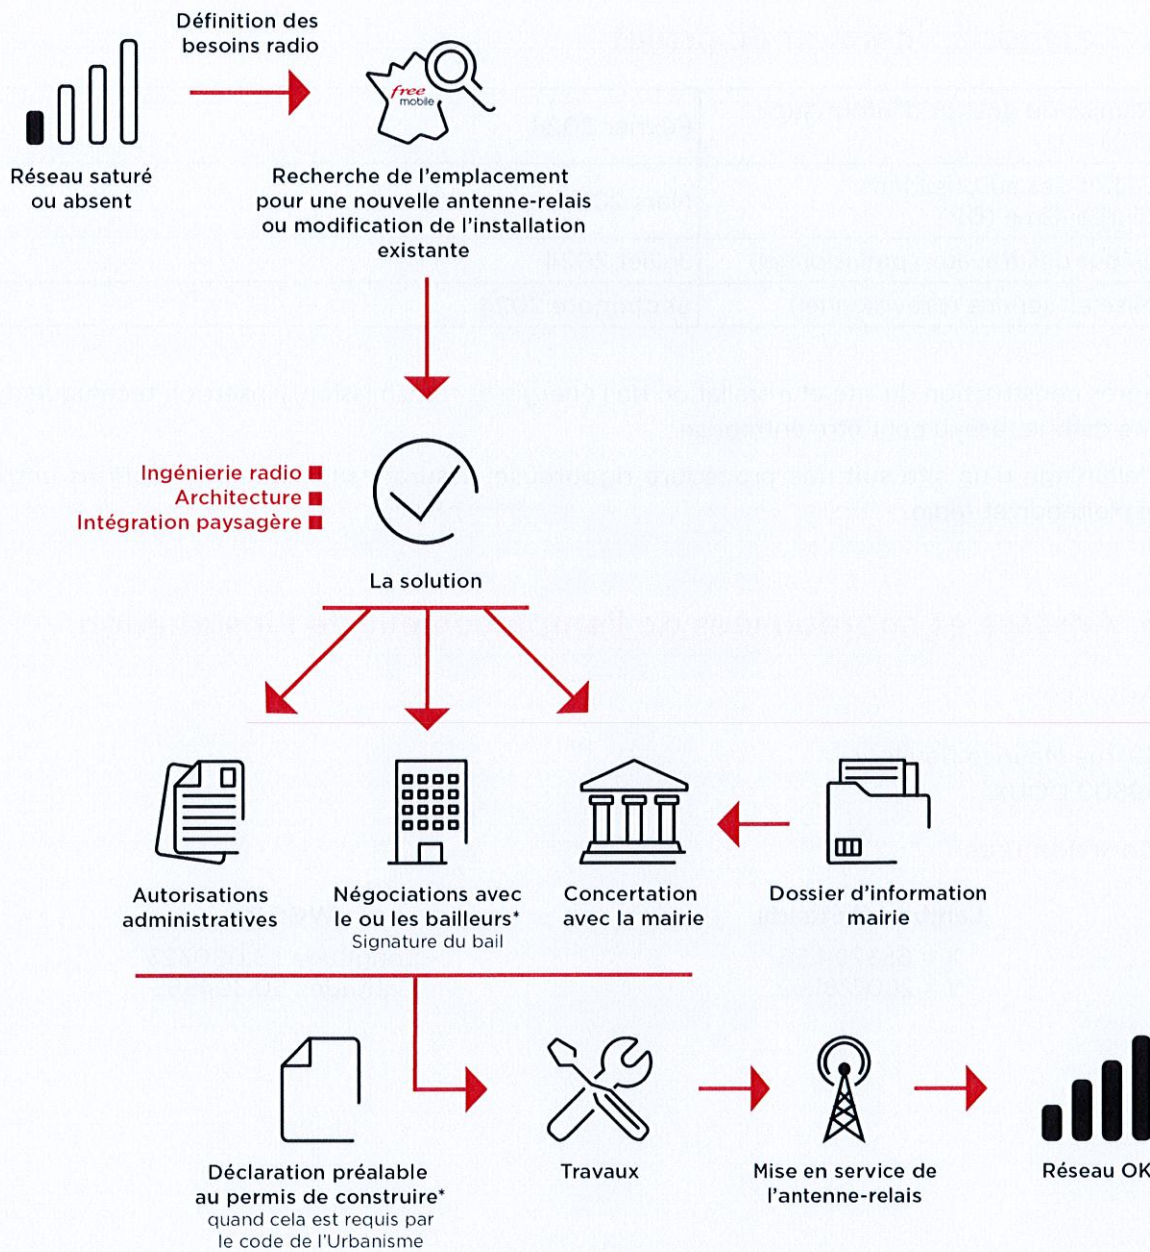 Définition des
besoins radio
free
mobile
Réseau saturé
ou absent
Recherche de l'emplacement
pour une nouvelle antenne-relais
ou modification de l'installation
existante
Ingénierie radio
Architecture
Intégration paysagère
La solution
Autorisations
administratives
Négociations avec
le ou les bailleurs*
Signature du bail
Concertation
avec la mairie
Dossier d'information
mairie
Déclaration préalable
au permis de construire*
quand cela est requis par
le code de l'Urbanisme
Travaux
Mise en service de
l'antenne-relais
Réseau OK